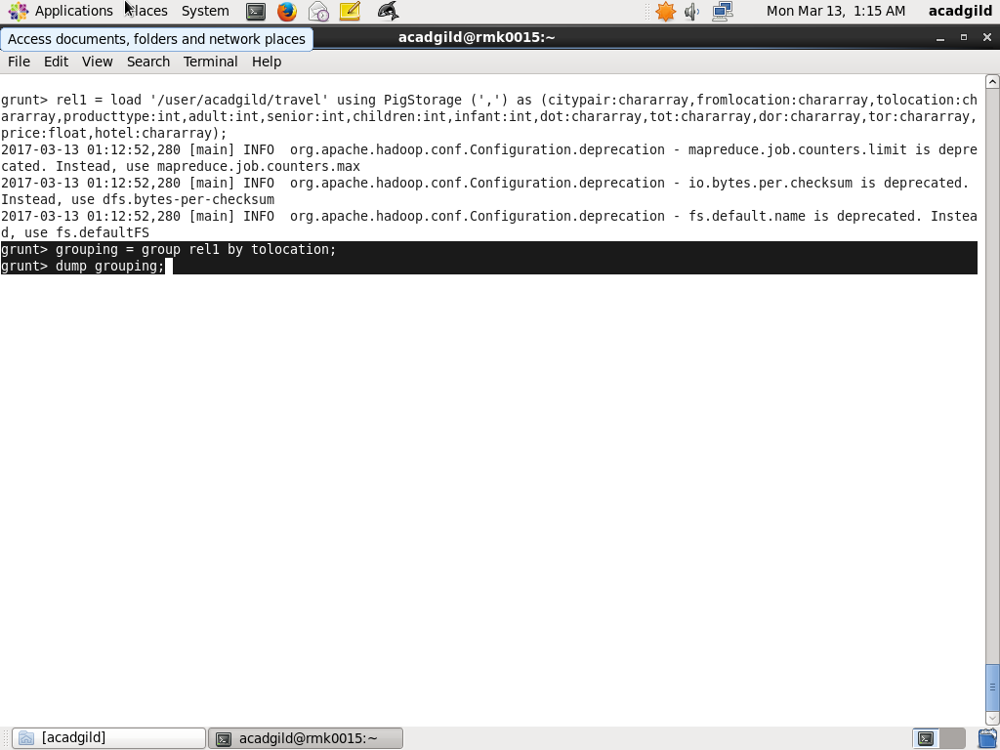 Applications Places System Mon Mar 13, 1:15 AM acadgild
Access documents, folders and network places
acadgild@rmk0015:~
File Edit View Search Terminal Help
grunt> rel1 = load '/user/acadgild/travel' using PigStorage (',') as (citypair:chararray,fromlocation:chararray,tolocation:ch
ararray,producttype:int,adult:int,senior:int,children:int,infant:int,dot:chararray,tot:chararray,dor:chararray,tor:chararray,
price:float,hotel:chararray);
2017-03-13 01:12:52,280 [main] INFO  org.apache.hadoop.conf.Configuration.deprecation - mapreduce.job.counters.limit is depre
cated. Instead, use mapreduce.job.counters.max
2017-03-13 01:12:52,280 [main] INFO  org.apache.hadoop.conf.Configuration.deprecation - io.bytes.per.checksum is deprecated.
Instead, use dfs.bytes-per-checksum
2017-03-13 01:12:52,280 [main] INFO  org.apache.hadoop.conf.Configuration.deprecation - fs.default.name is deprecated. Instea
d, use fs.defaultFS
grunt> grouping = group rel1 by tolocation;
grunt> dump grouping;
[acadgild] acadgild@rmk0015:~